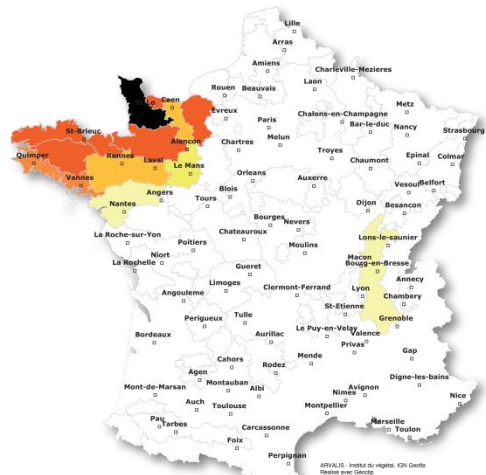 Lille
Arras
Amiens
Charleville-Mezieres
Rouen
Beauvais
Laon
Lo
Caen
Evreux
Metz
Paris
Chalons-en-Champagne
Bar-le-duc
Nancy
Strasbourg
St-Brieuc
Alencon
Chartres
Melun
Troyes
Epinal
Colmar
Quimper
Rennes
Laval
Le Mans
Chaumont
Vannes
Orleans
Auxerre
Vesoul
Belfort
Angers
Blois
Nantes
Tours
Dijon
Besancon
Bourges
Nevers
La Roche-sur-Yon
Chateauroux
Lons-le-saunier
Poitiers
Moulins
Niort
Macon
La Rochelle
Bourg-en-Bresse
Gueret
Annecy
Limoges
Clermont-Ferrand
Lyon
Angouleme
Chambery
St-Etienne
Perigueux
Tulle
Grenoble
Le Puy-en-Velay
Bordeaux
Aurillac
Valence
Privas
Cahors
Mende
Gap
Rodez
Agen
Digne-les-bains
Mont-de-Marsan
Montauban
Albi
Avignon
Nimes
Nice
Auch
Toulouse
Montpellier
Pau
Tarbes
Marseille
Carcassonne
Toulon
Foix
Perpignan
ARVALIS - Institut du végétal, IGN Geofla
Réalisé avec Géoclip